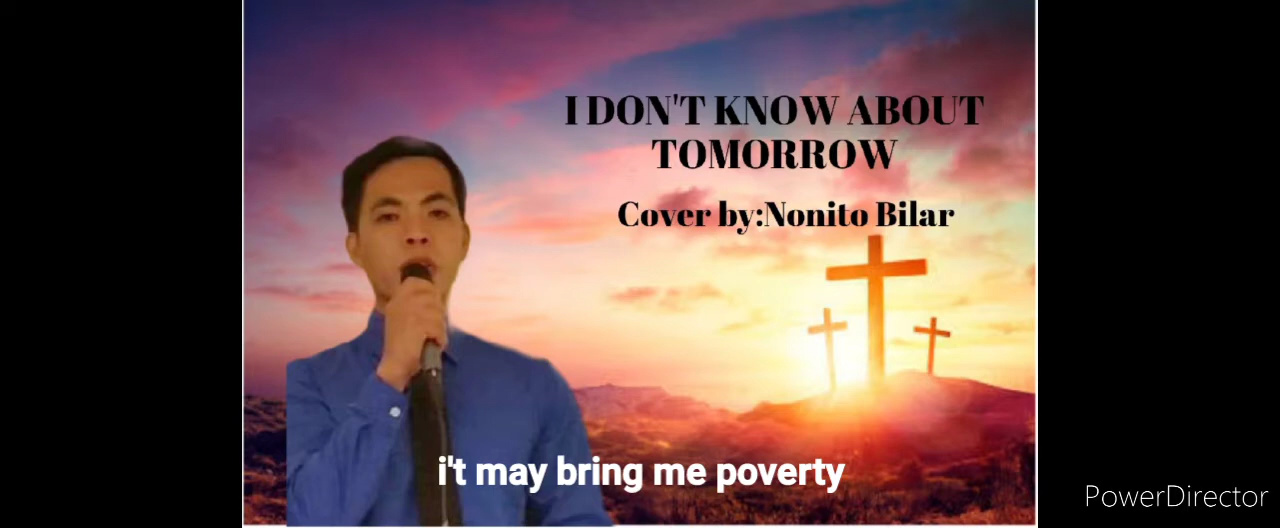 I DON'T KNOW ABOUT
TOMORROW
Cover by:Nonito Bilar
i't may bring me poverty
PowerDirector